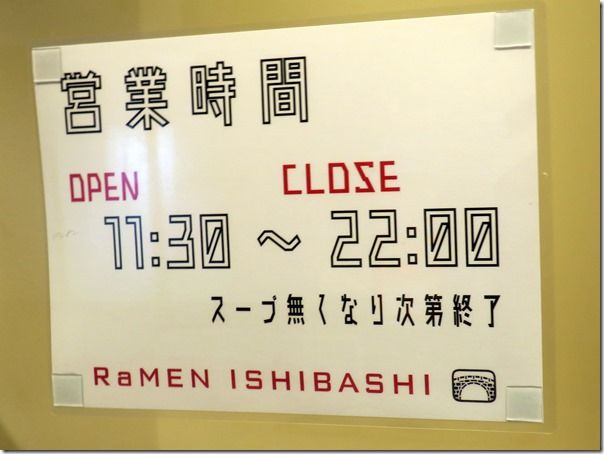 営業時間
OPEN CLOSE
11:30 ～ 22:00
スープ無くなり次第終了
RaMEN ISHIBASHI